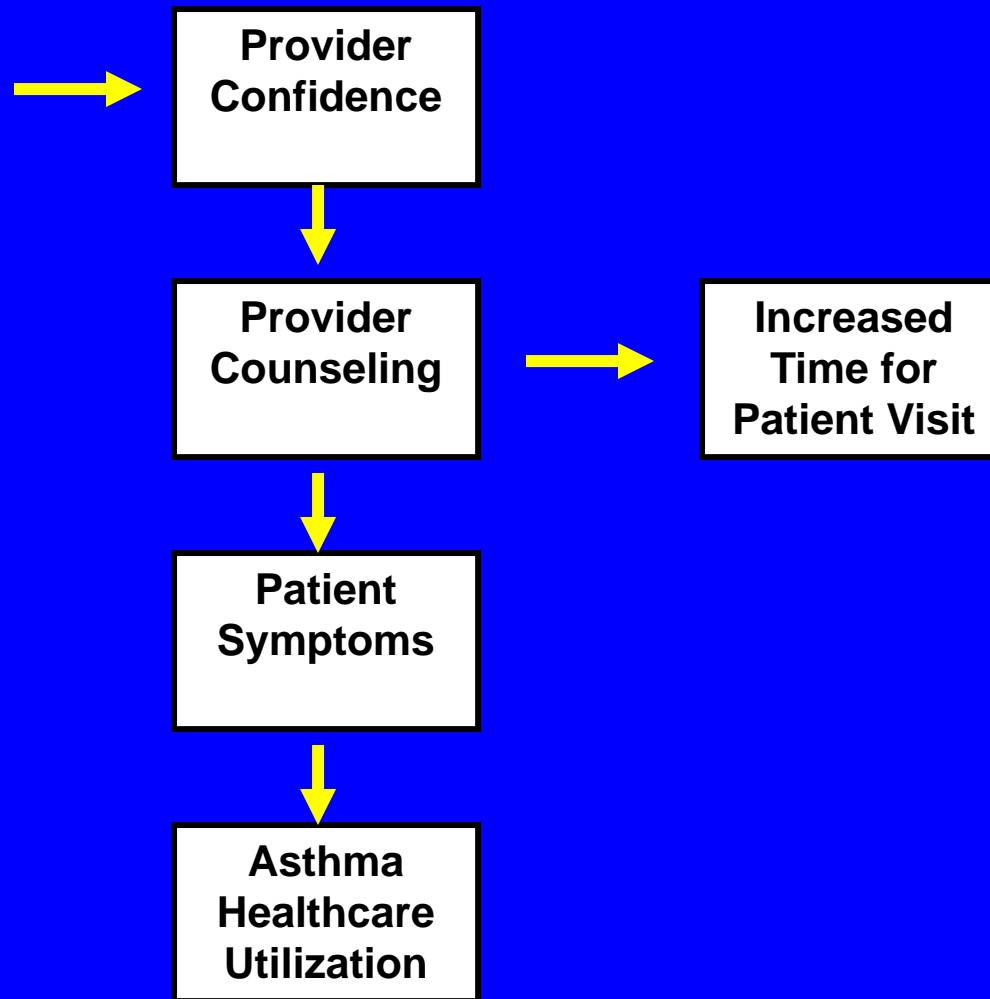 Provider
Confidence
Provider
Counseling
Increased
Time for
Patient Visit
Patient
Symptoms
Asthma
Healthcare
Utilization